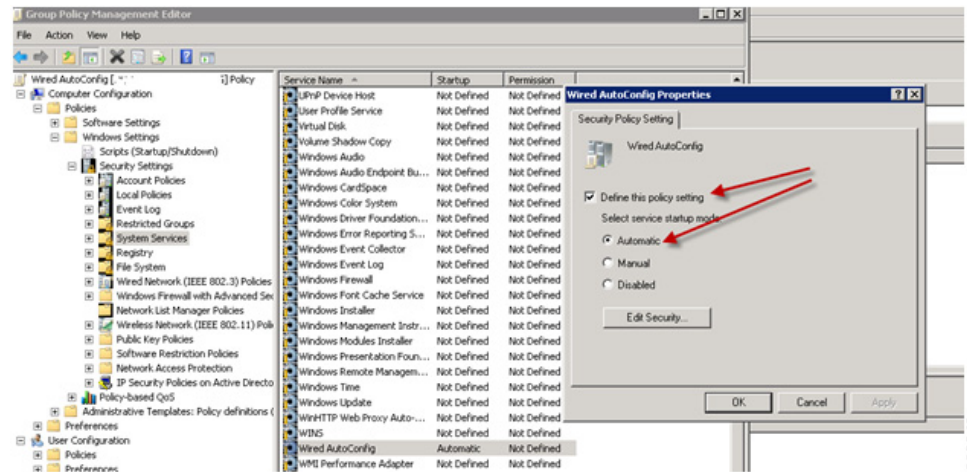 Group Policy Management Editor
File Action View Help
Wired AutoConfig [ Policy
Computer Configuration
Policies
Software Settings
Windows Settings
Scripts (Startup/Shutdown)
Security Settings
Account Policies
Local Policies
Event Log
Restricted Groups
System Services
Registry
File System
Wired Network (IEEE 802.3) Policies
Windows Firewall with Advanced Sec
Network List Manager Policies
Wireless Network (IEEE 802.11) Poli
Public Key Policies
Software Restriction Policies
Network Access Protection
IP Security Policies on Active Directo
Policy-based QoS
Administrative Templates: Policy definitions (
Preferences
User Configuration
Policies
Preferences
Service Name Startup Permission
UPnP Device Host Not Defined Not Defined
User Profile Service Not Defined Not Defined
Virtual Disk Not Defined Not Defined
Volume Shadow Copy Not Defined Not Defined
Windows Audio Not Defined Not Defined
Windows Audio Endpoint Bu... Not Defined Not Defined
Windows CardSpace Not Defined Not Defined
Windows Color System Not Defined Not Defined
Windows Driver Foundation... Not Defined Not Defined
Windows Error Reporting S... Not Defined Not Defined
Windows Event Collector Not Defined Not Defined
Windows Event Log Not Defined Not Defined
Windows Firewall Not Defined Not Defined
Windows Font Cache Service Not Defined Not Defined
Windows Installer Not Defined Not Defined
Windows Management Instr... Not Defined Not Defined
Windows Modules Installer Not Defined Not Defined
Windows Presentation Foun... Not Defined Not Defined
Windows Remote Managem... Not Defined Not Defined
Windows Time Not Defined Not Defined
Windows Update Not Defined Not Defined
WinHTTP Web Proxy Auto-... Not Defined Not Defined
WINS Not Defined Not Defined
Wired AutoConfig Automatic Not Defined
WMI Performance Adapter Not Defined Not Defined
Wired AutoConfig Properties
Security Policy Setting
Wired AutoConfig
Define this policy setting
Select service startup mode
Automatic
Manual
Disabled
Edit Security...
OK Cancel Apply